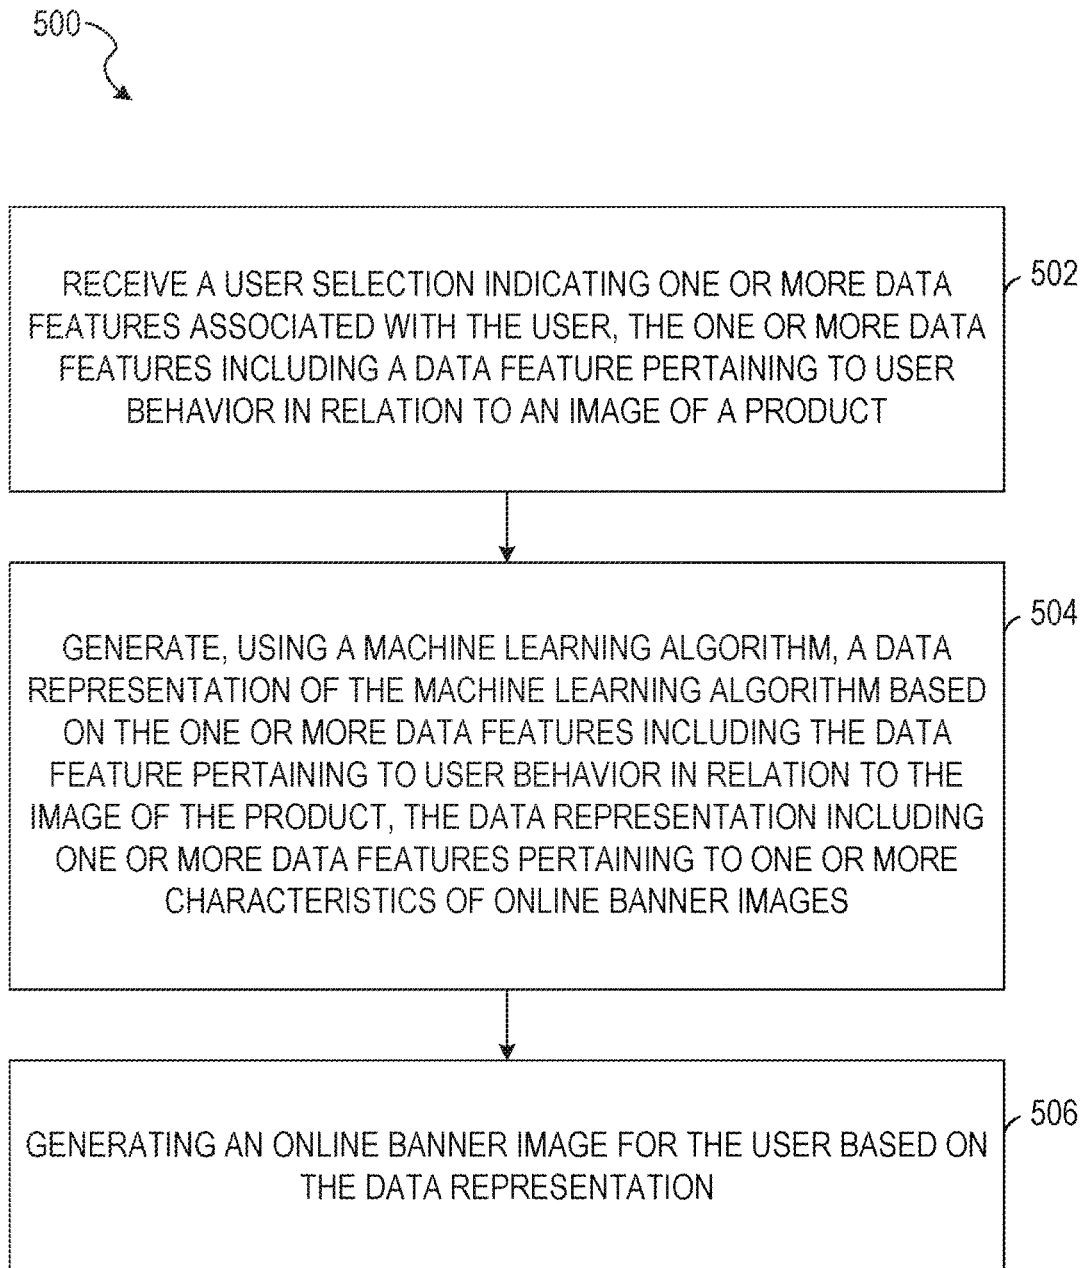 500
RECEIVE A USER SELECTION INDICATING ONE OR MORE DATA
FEATURES ASSOCIATED WITH THE USER, THE ONE OR MORE DATA
FEATURES INCLUDING A DATA FEATURE PERTAINING TO USER
BEHAVIOR IN RELATION TO AN IMAGE OF A PRODUCT
502
GENERATE, USING A MACHINE LEARNING ALGORITHM, A DATA
REPRESENTATION OF THE MACHINE LEARNING ALGORITHM BASED
ON THE ONE OR MORE DATA FEATURES INCLUDING THE DATA
FEATURE PERTAINING TO USER BEHAVIOR IN RELATION TO THE
IMAGE OF THE PRODUCT, THE DATA REPRESENTATION INCLUDING
ONE OR MORE DATA FEATURES PERTAINING TO ONE OR MORE
CHARACTERISTICS OF ONLINE BANNER IMAGES
504
GENERATING AN ONLINE BANNER IMAGE FOR THE USER BASED ON
THE DATA REPRESENTATION
506